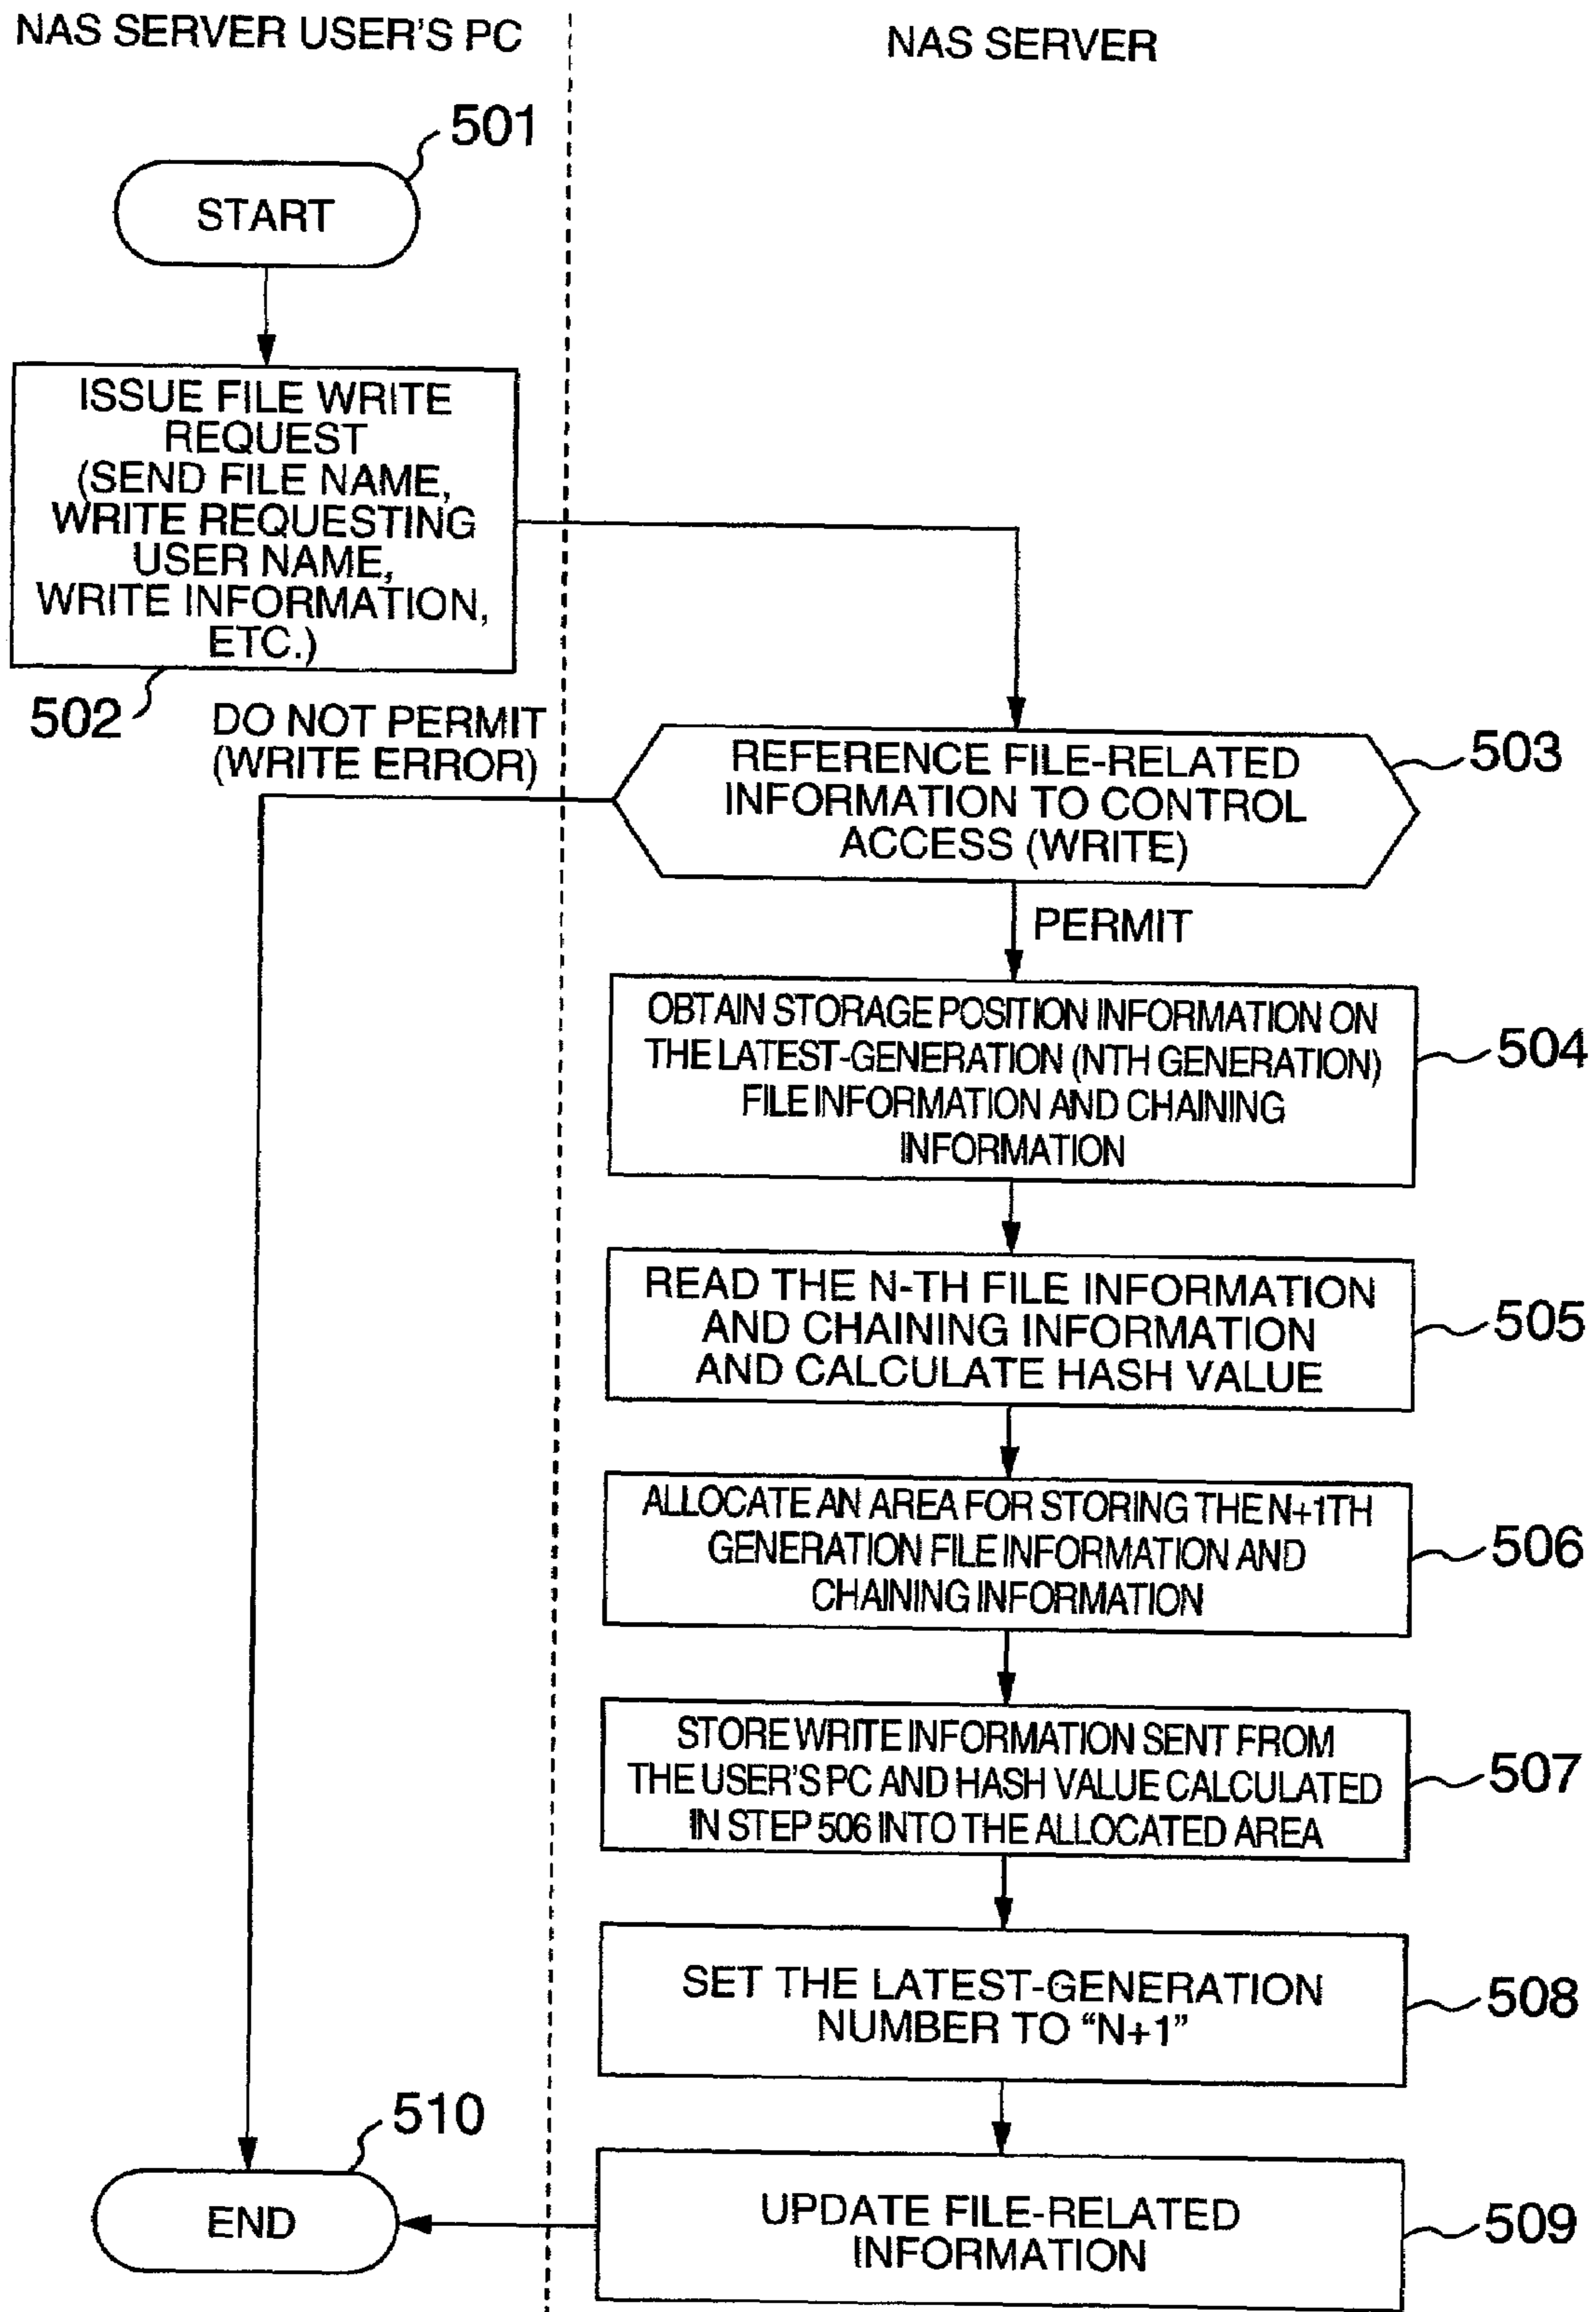 NAS SERVER USER'S PC
NAS SERVER
501
START
ISSUE FILE WRITE
REQUEST
(SEND FILE NAME,
WRITE REQUESTING
USER NAME,
WRITE INFORMATION,
ETC.)
502
DO NOT PERMIT
(WRITE ERROR)
REFERENCE FILE-RELATED
INFORMATION TO CONTROL
ACCESS (WRITE)
503
PERMIT
OBTAIN STORAGE POSITION INFORMATION ON
THE LATEST-GENERATION (NTH GENERATION)
FILE INFORMATION AND CHAINING
INFORMATION
504
READ THE N-TH FILE INFORMATION
AND CHAINING INFORMATION
AND CALCULATE HASH VALUE
505
ALLOCATE AN AREA FOR STORING THE N+1TH
GENERATION FILE INFORMATION AND
CHAINING INFORMATION
506
STORE WRITE INFORMATION SENT FROM
THE USER'S PC AND HASH VALUE CALCULATED
IN STEP 506 INTO THE ALLOCATED AREA
507
SET THE LATEST-GENERATION
NUMBER TO “N+1”
508
510
END
UPDATE FILE-RELATED
INFORMATION
509